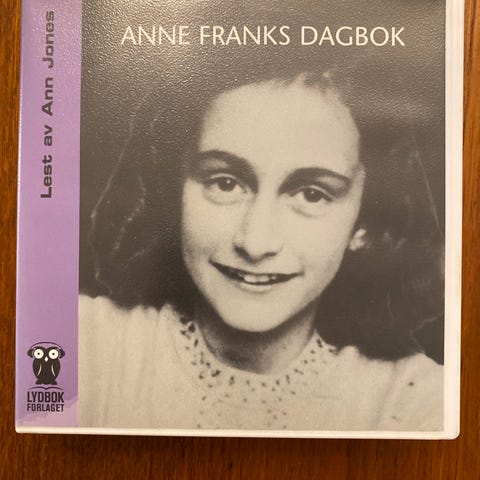 ANNE FRANKS DAGBOK
Lest av Ann Jones
LYDBOK
FORLAGET